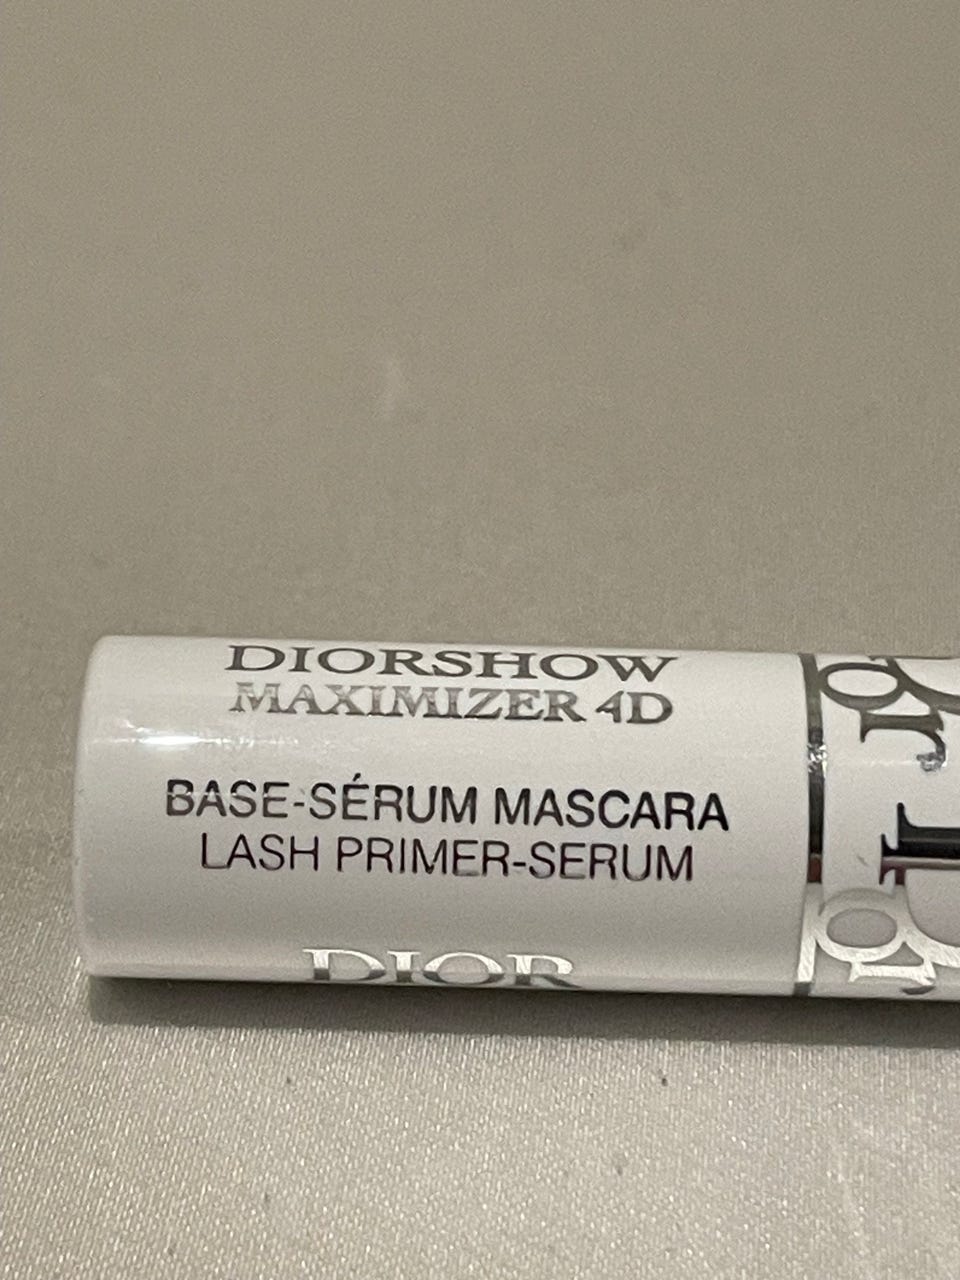 DIORSHOW
MAXIMIZER 4D
BASE-SÉRUM MASCARA
LASH PRIMER-SERUM
DIOR